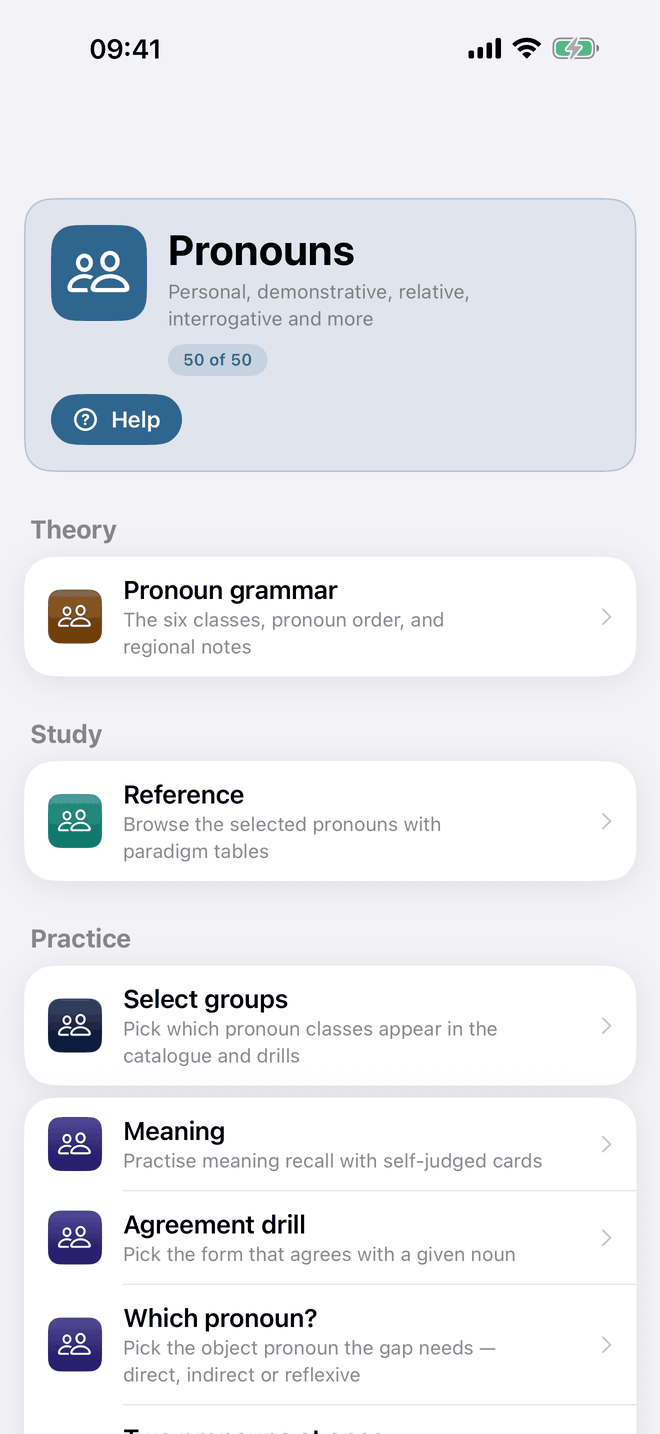 09:41
Pronouns
Personal, demonstrative, relative,
interrogative and more
50 of 50
Help
Theory
Pronoun grammar
The six classes, pronoun order, and
regional notes
Study
Reference
Browse the selected pronouns with
paradigm tables
Practice
Select groups
Pick which pronoun classes appear in the
catalogue and drills
Meaning
Practise meaning recall with self-judged cards
Agreement drill
Pick the form that agrees with a given noun
Which pronoun?
Pick the object pronoun the gap needs —
direct, indirect or reflexive